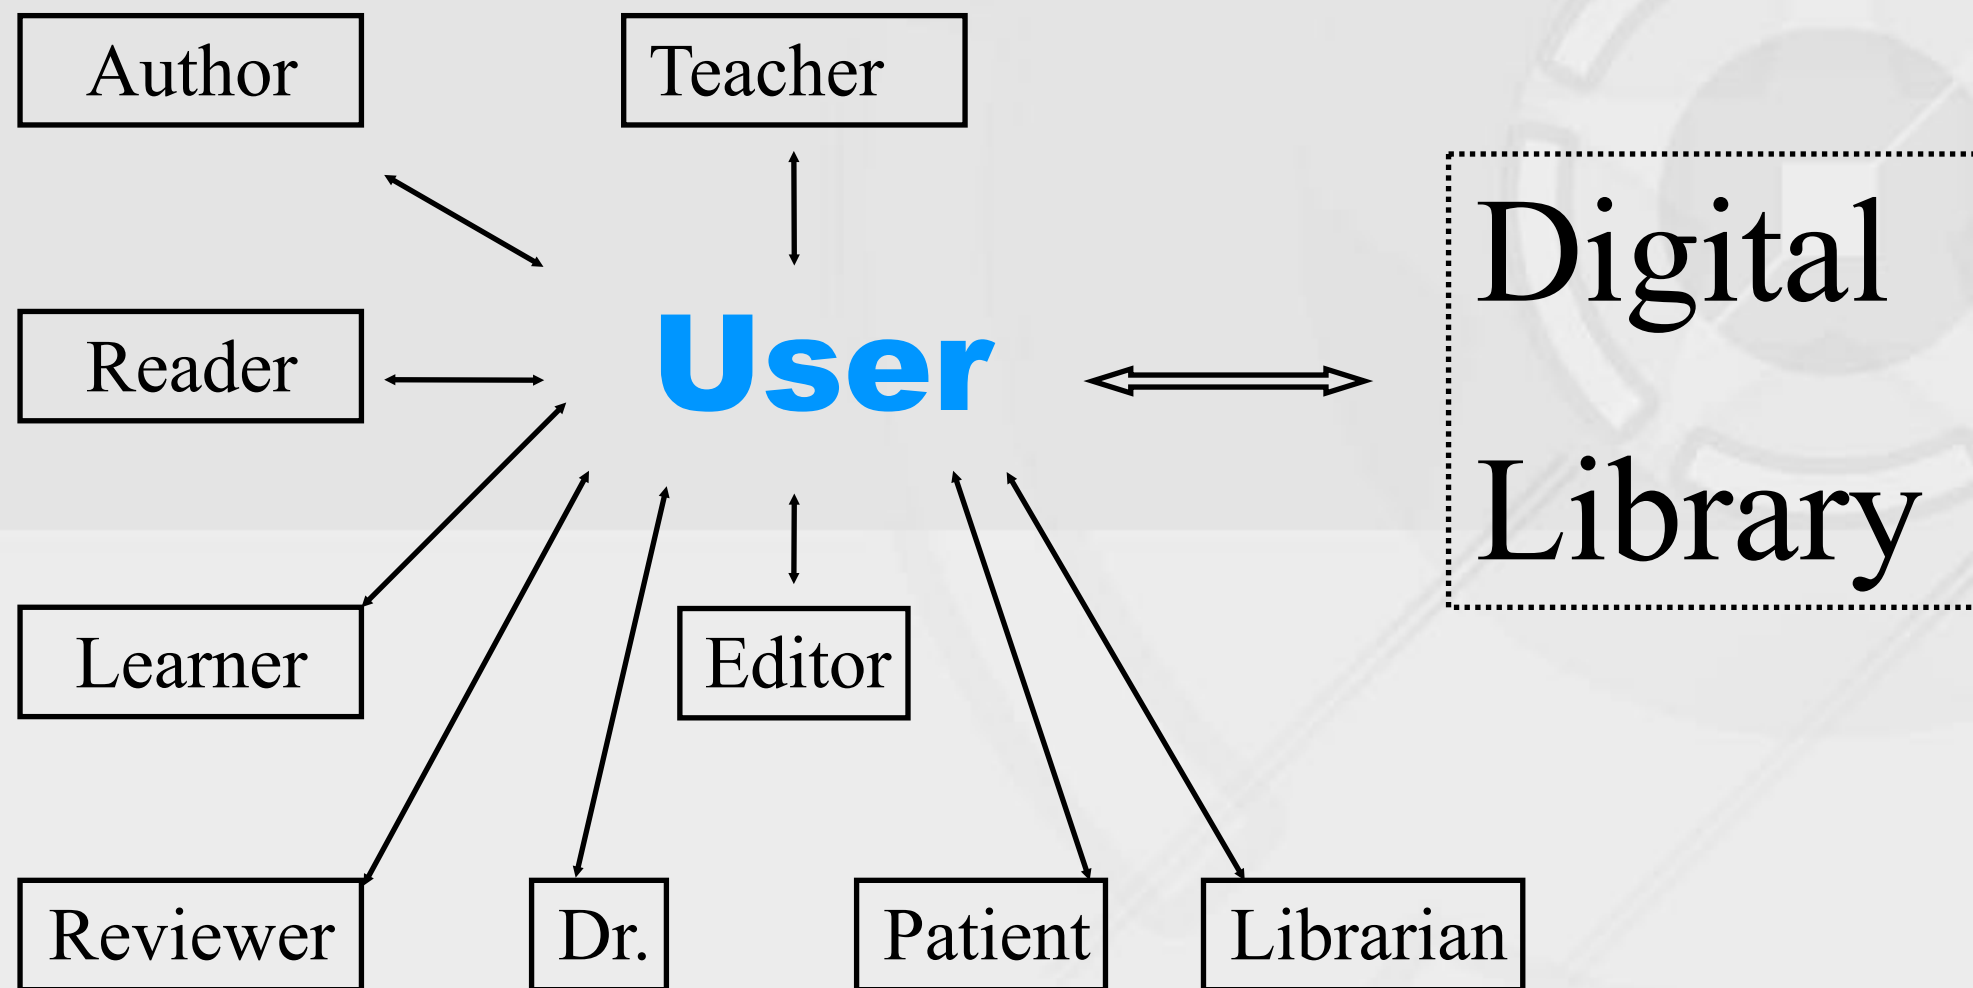 Author
Teacher
Digital
Reader
User
Library
Learner
Editor
Reviewer
Dr.
Patient
Librarian